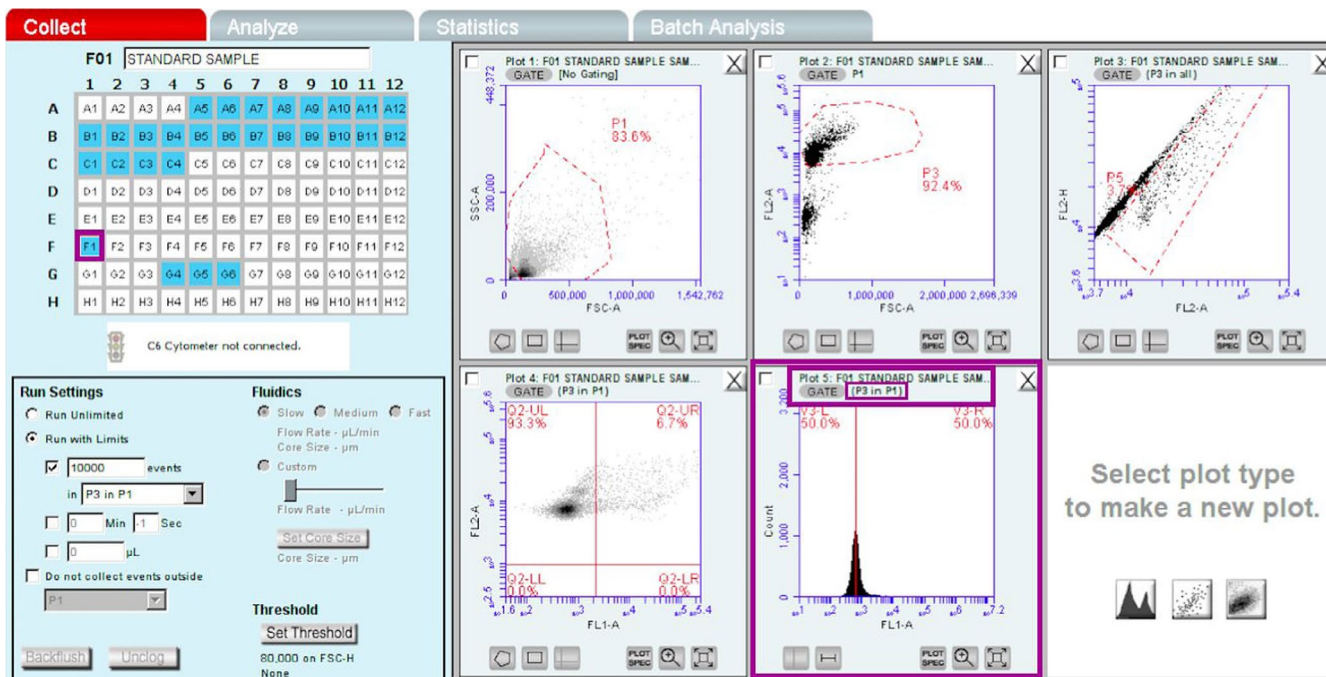 Collect
Analyze
Statistics
Batch Analysis
F01 STANDARD SAMPLE
1 2 3 4 5 6 7 8 9 10 11 12
A A1 A2 A3 A4 A5 A6 A7 A8 A9 A10 A11 A12
B B1 B2 B3 B4 B5 B6 B7 B8 B9 B10 B11 B12
C C1 C2 C3 C4 C5 C6 C7 C8 C9 C10 C11 C12
D D1 D2 D3 D4 D5 D6 D7 D8 D9 D10 D11 D12
E E1 E2 E3 E4 E5 E6 E7 E8 E9 E10 E11 E12
F F1 F2 F3 F4 F5 F6 F7 F8 F9 F10 F11 F12
G G1 G2 G3 G4 G5 G6 G7 G8 G9 G10 G11 G12
H H1 H2 H3 H4 H5 H6 H7 H8 H9 H10 H11 H12
C6 Cytometer not connected.
Run Settings
Run Unlimited
Run with Limits
10000 events
in P3 in P1
0 Min -1 Sec
0 µL
Do not collect events outside
P1
Backflush Unclog
Fluidics
Slow Medium Fast
Flow Rate - µL/min
Core Size - µm
Custom
Flow Rate - µL/min
Set Core Size
Core Size - µm
Threshold
Set Threshold
80,000 on FSC-H
None
Plot 1: F01 STANDARD SAMPLE SAM...
GATE [No Gating]
448,372
P1
83.6%
SSC-A
200,000
0
0 500,000 1,000,000 1,542,762
FSC-A
PLOT SPEC
Plot 2: F01 STANDARD SAMPLE SAM...
GATE P1
P3
92.4%
FL2-A
0 1,000,000 2,000,000 2,696,339
FSC-A
PLOT SPEC
Plot 3: F01 STANDARD SAMPLE SAM...
GATE (P3 in all)
P5
3.7%
FL2-H
FL2-A
PLOT SPEC
Plot 4: F01 STANDARD SAMPLE SAM...
GATE (P3 in P1)
Q2-UL Q2-UR
93.3% 6.7%
FL2-A
Q2-LL Q2-LR
0.0% 0.0%
FL1-A
PLOT SPEC
Plot 5: F01 STANDARD SAMPLE SAM...
GATE (P3 in P1)
3,200
V3-L V3-R
50.0% 50.0%
2,000
Count
1,000
0
FL1-A
PLOT SPEC
Select plot type
to make a new plot.